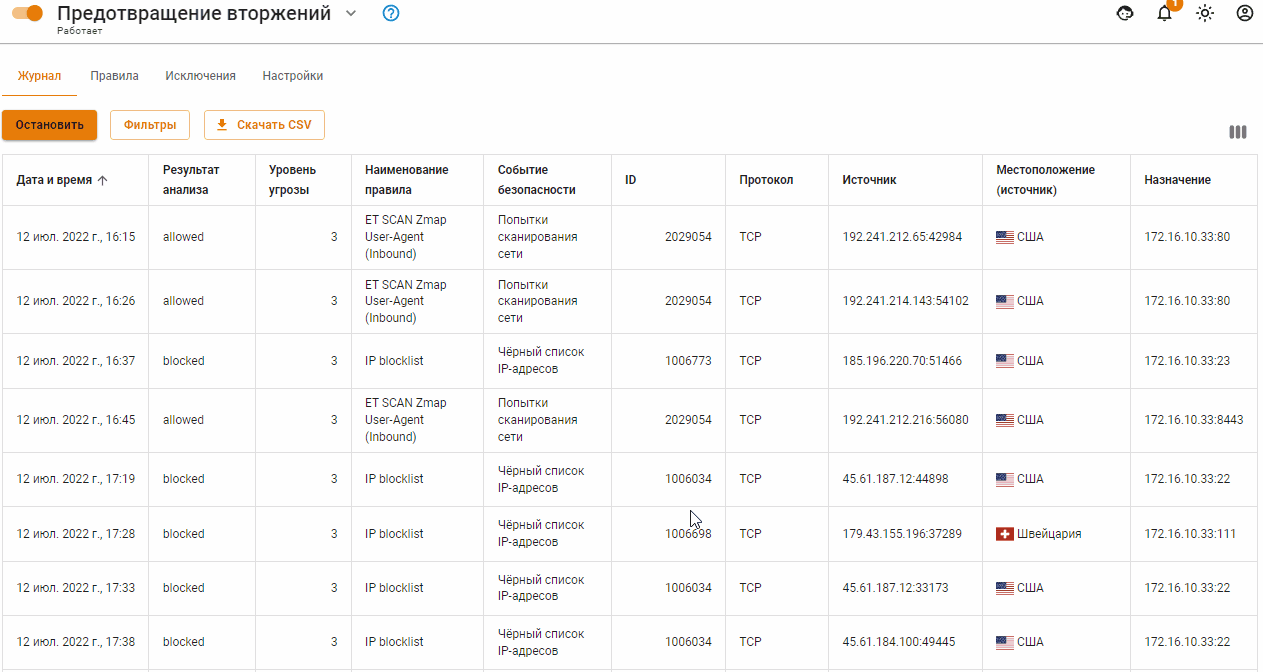 Предотвращение вторжений
1
Работает
Журнал Правила Исключения Настройки
Остановить Фильтры Скачать CSV
Дата и время Результат анализа Уровень угрозы Наименование правила Событие безопасности ID Протокол Источник Местоположение (источник) Назначение
12 июл. 2022 г., 16:15 allowed 3 ET SCAN Zmap User-Agent (Inbound) Попытки сканирования сети 2029054 TCP 192.241.212.65:42984 США 172.16.10.33:80
12 июл. 2022 г., 16:26 allowed 3 ET SCAN Zmap User-Agent (Inbound) Попытки сканирования сети 2029054 TCP 192.241.214.143:54102 США 172.16.10.33:80
12 июл. 2022 г., 16:37 blocked 3 IP blocklist Чёрный список IP-адресов 1006773 TCP 185.196.220.70:51466 США 172.16.10.33:23
12 июл. 2022 г., 16:45 allowed 3 ET SCAN Zmap User-Agent (Inbound) Попытки сканирования сети 2029054 TCP 192.241.212.216:56080 США 172.16.10.33:8443
12 июл. 2022 г., 17:19 blocked 3 IP blocklist Чёрный список IP-адресов 1006034 TCP 45.61.187.12:44898 США 172.16.10.33:22
12 июл. 2022 г., 17:28 blocked 3 IP blocklist Чёрный список IP-адресов 1006698 TCP 179.43.155.196:37289 Швейцария 172.16.10.33:111
12 июл. 2022 г., 17:33 blocked 3 IP blocklist Чёрный список IP-адресов 1006034 TCP 45.61.187.12:33173 США 172.16.10.33:22
12 июл. 2022 г., 17:38 blocked 3 IP blocklist Чёрный список IP-адресов 1006034 TCP 45.61.184.100:49445 США 172.16.10.33:22